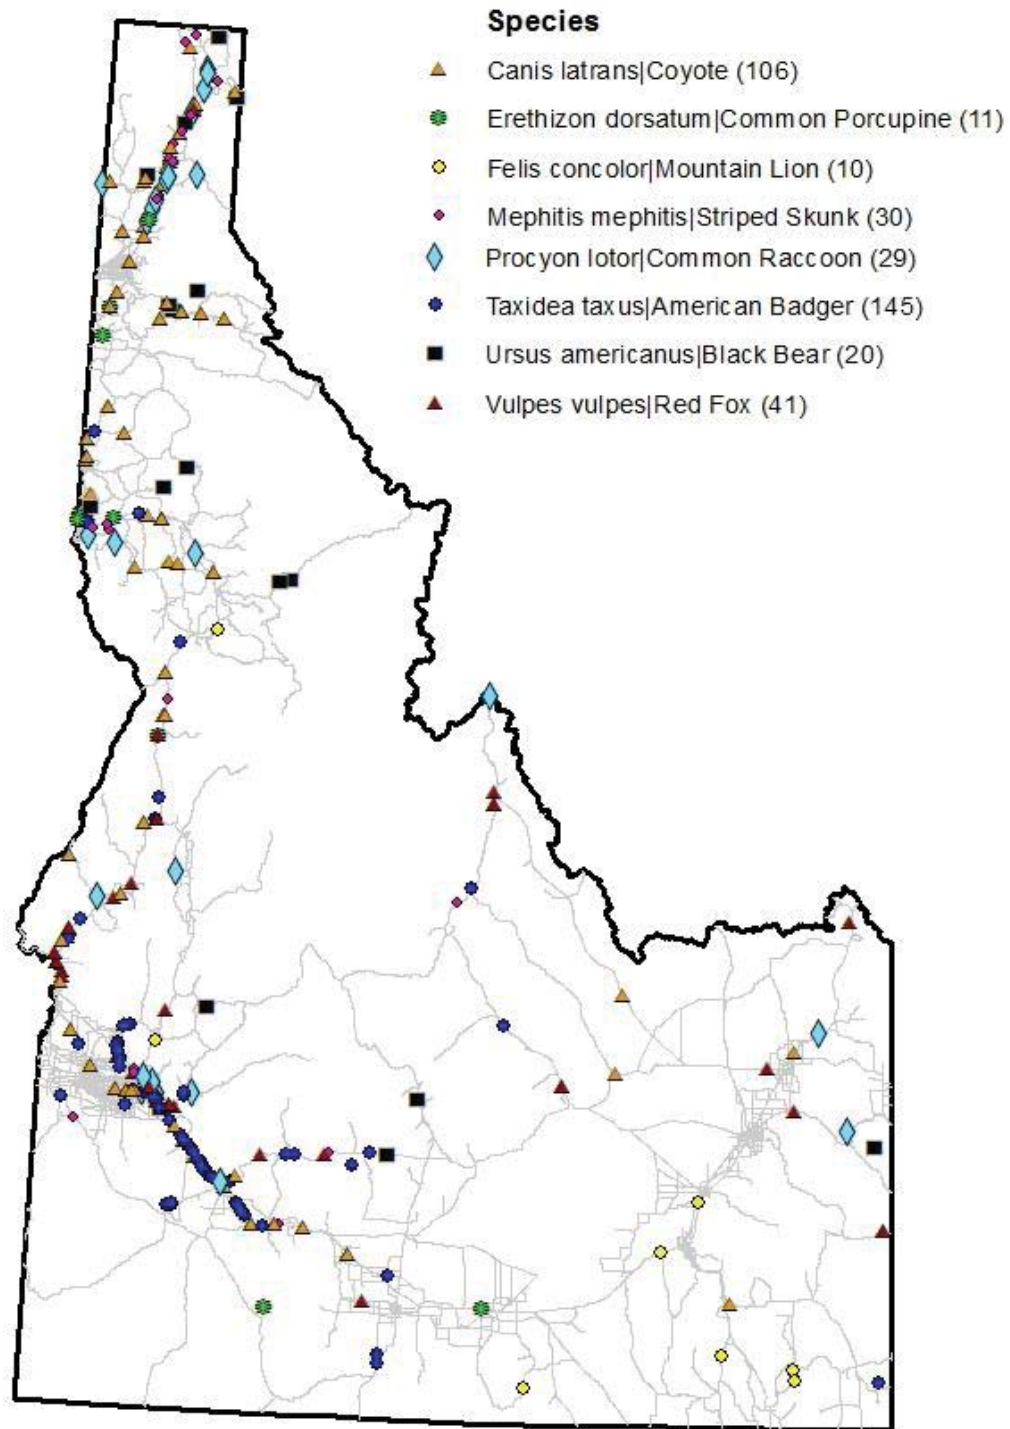 Species
Canis latrans|Coyote (106)
Erethizon dorsatum|Common Porcupine (11)
Felis concolor|Mountain Lion (10)
Mephitis mephitis|Striped Skunk (30)
Procyon lotor|Common Raccoon (29)
Taxidea taxus|American Badger (145)
Ursus americanus|Black Bear (20)
Vulpes vulpes|Red Fox (41)